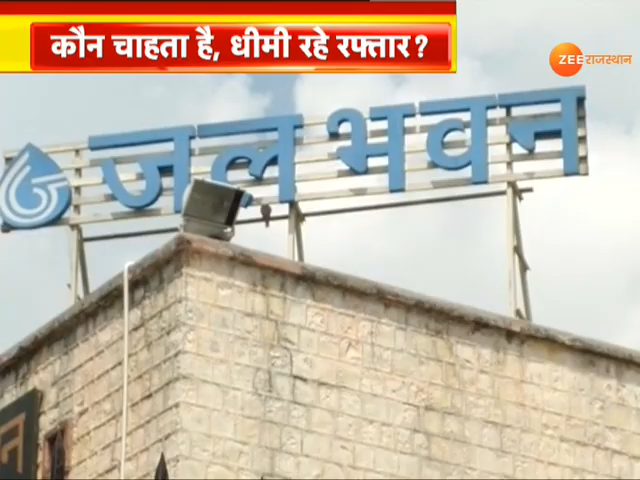 कौन चाहता है, धीमी रहे रफ्तार?
ZEE राजस्थान
जल भवन